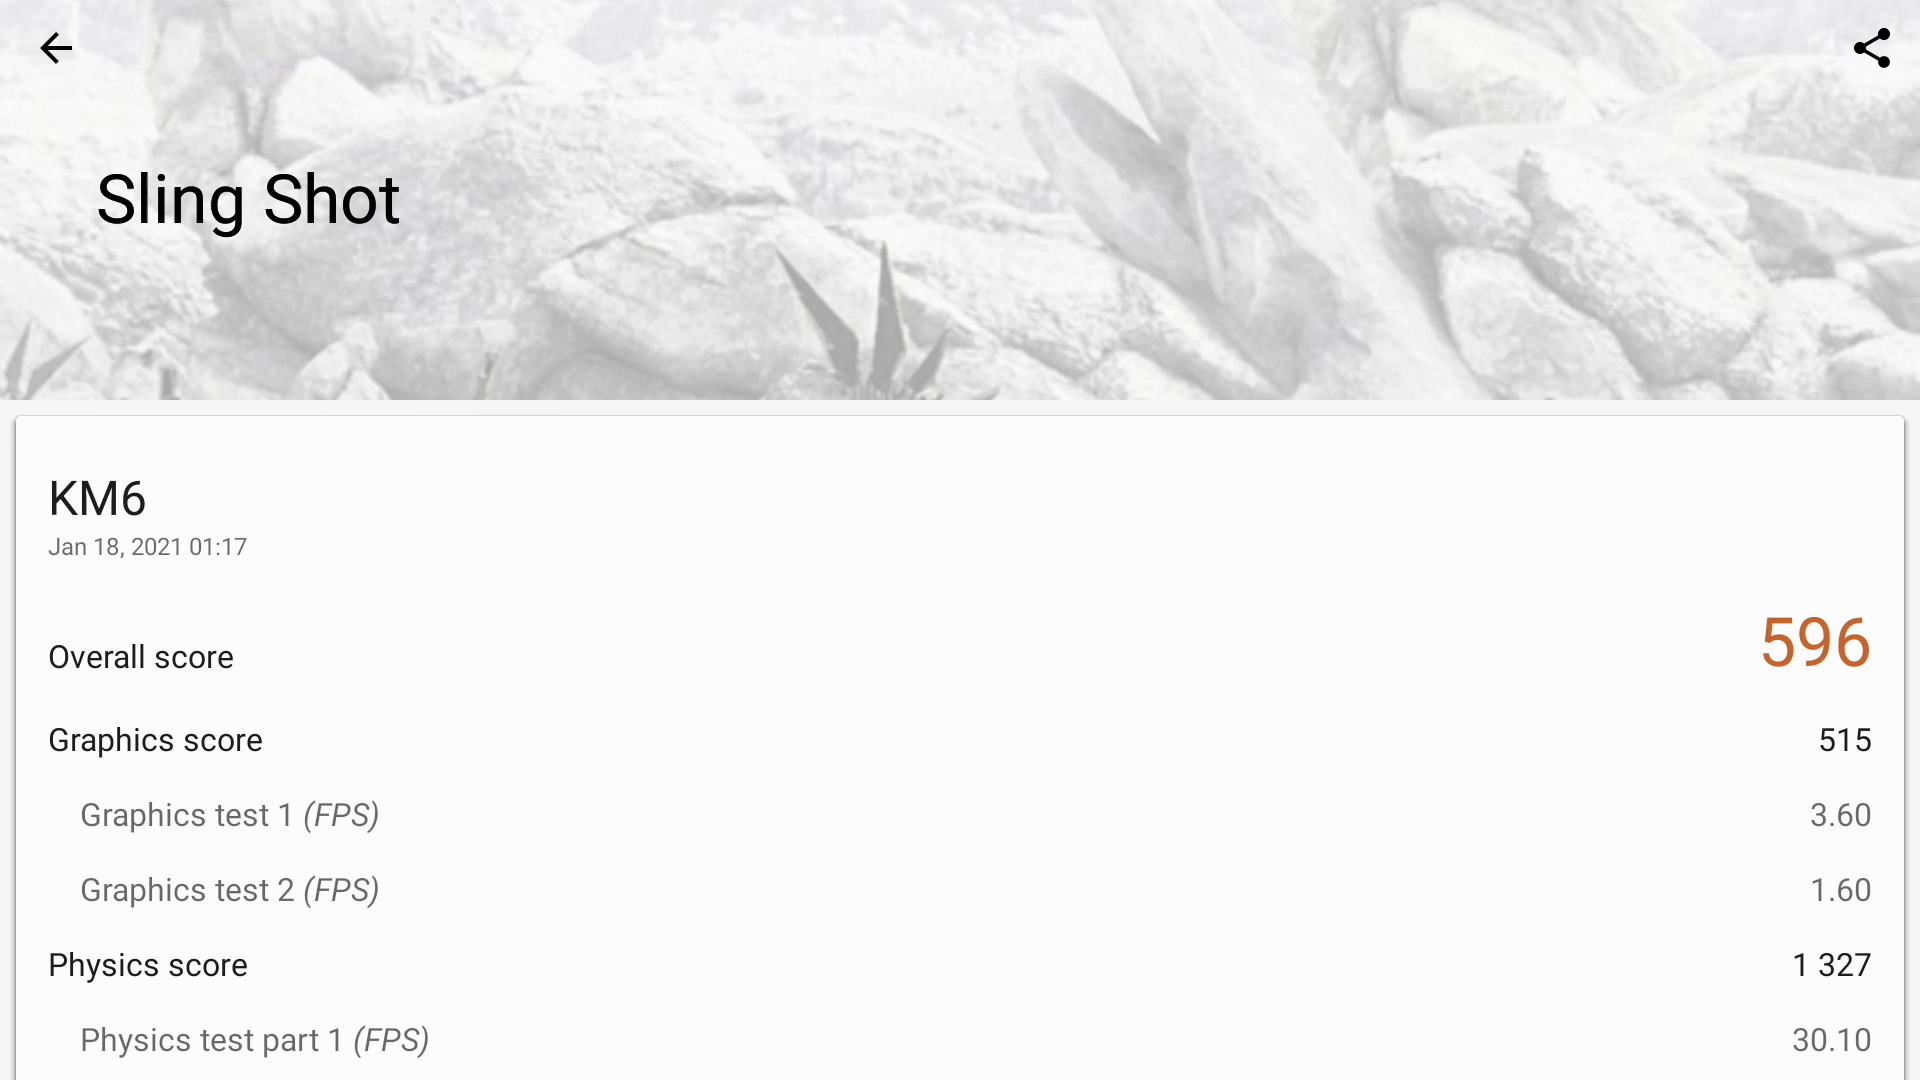 Sling Shot
KM6
Jan 18, 2021 01:17
Overall score 596
Graphics score 515
Graphics test 1 (FPS) 3.60
Graphics test 2 (FPS) 1.60
Physics score 1 327
Physics test part 1 (FPS) 30.10